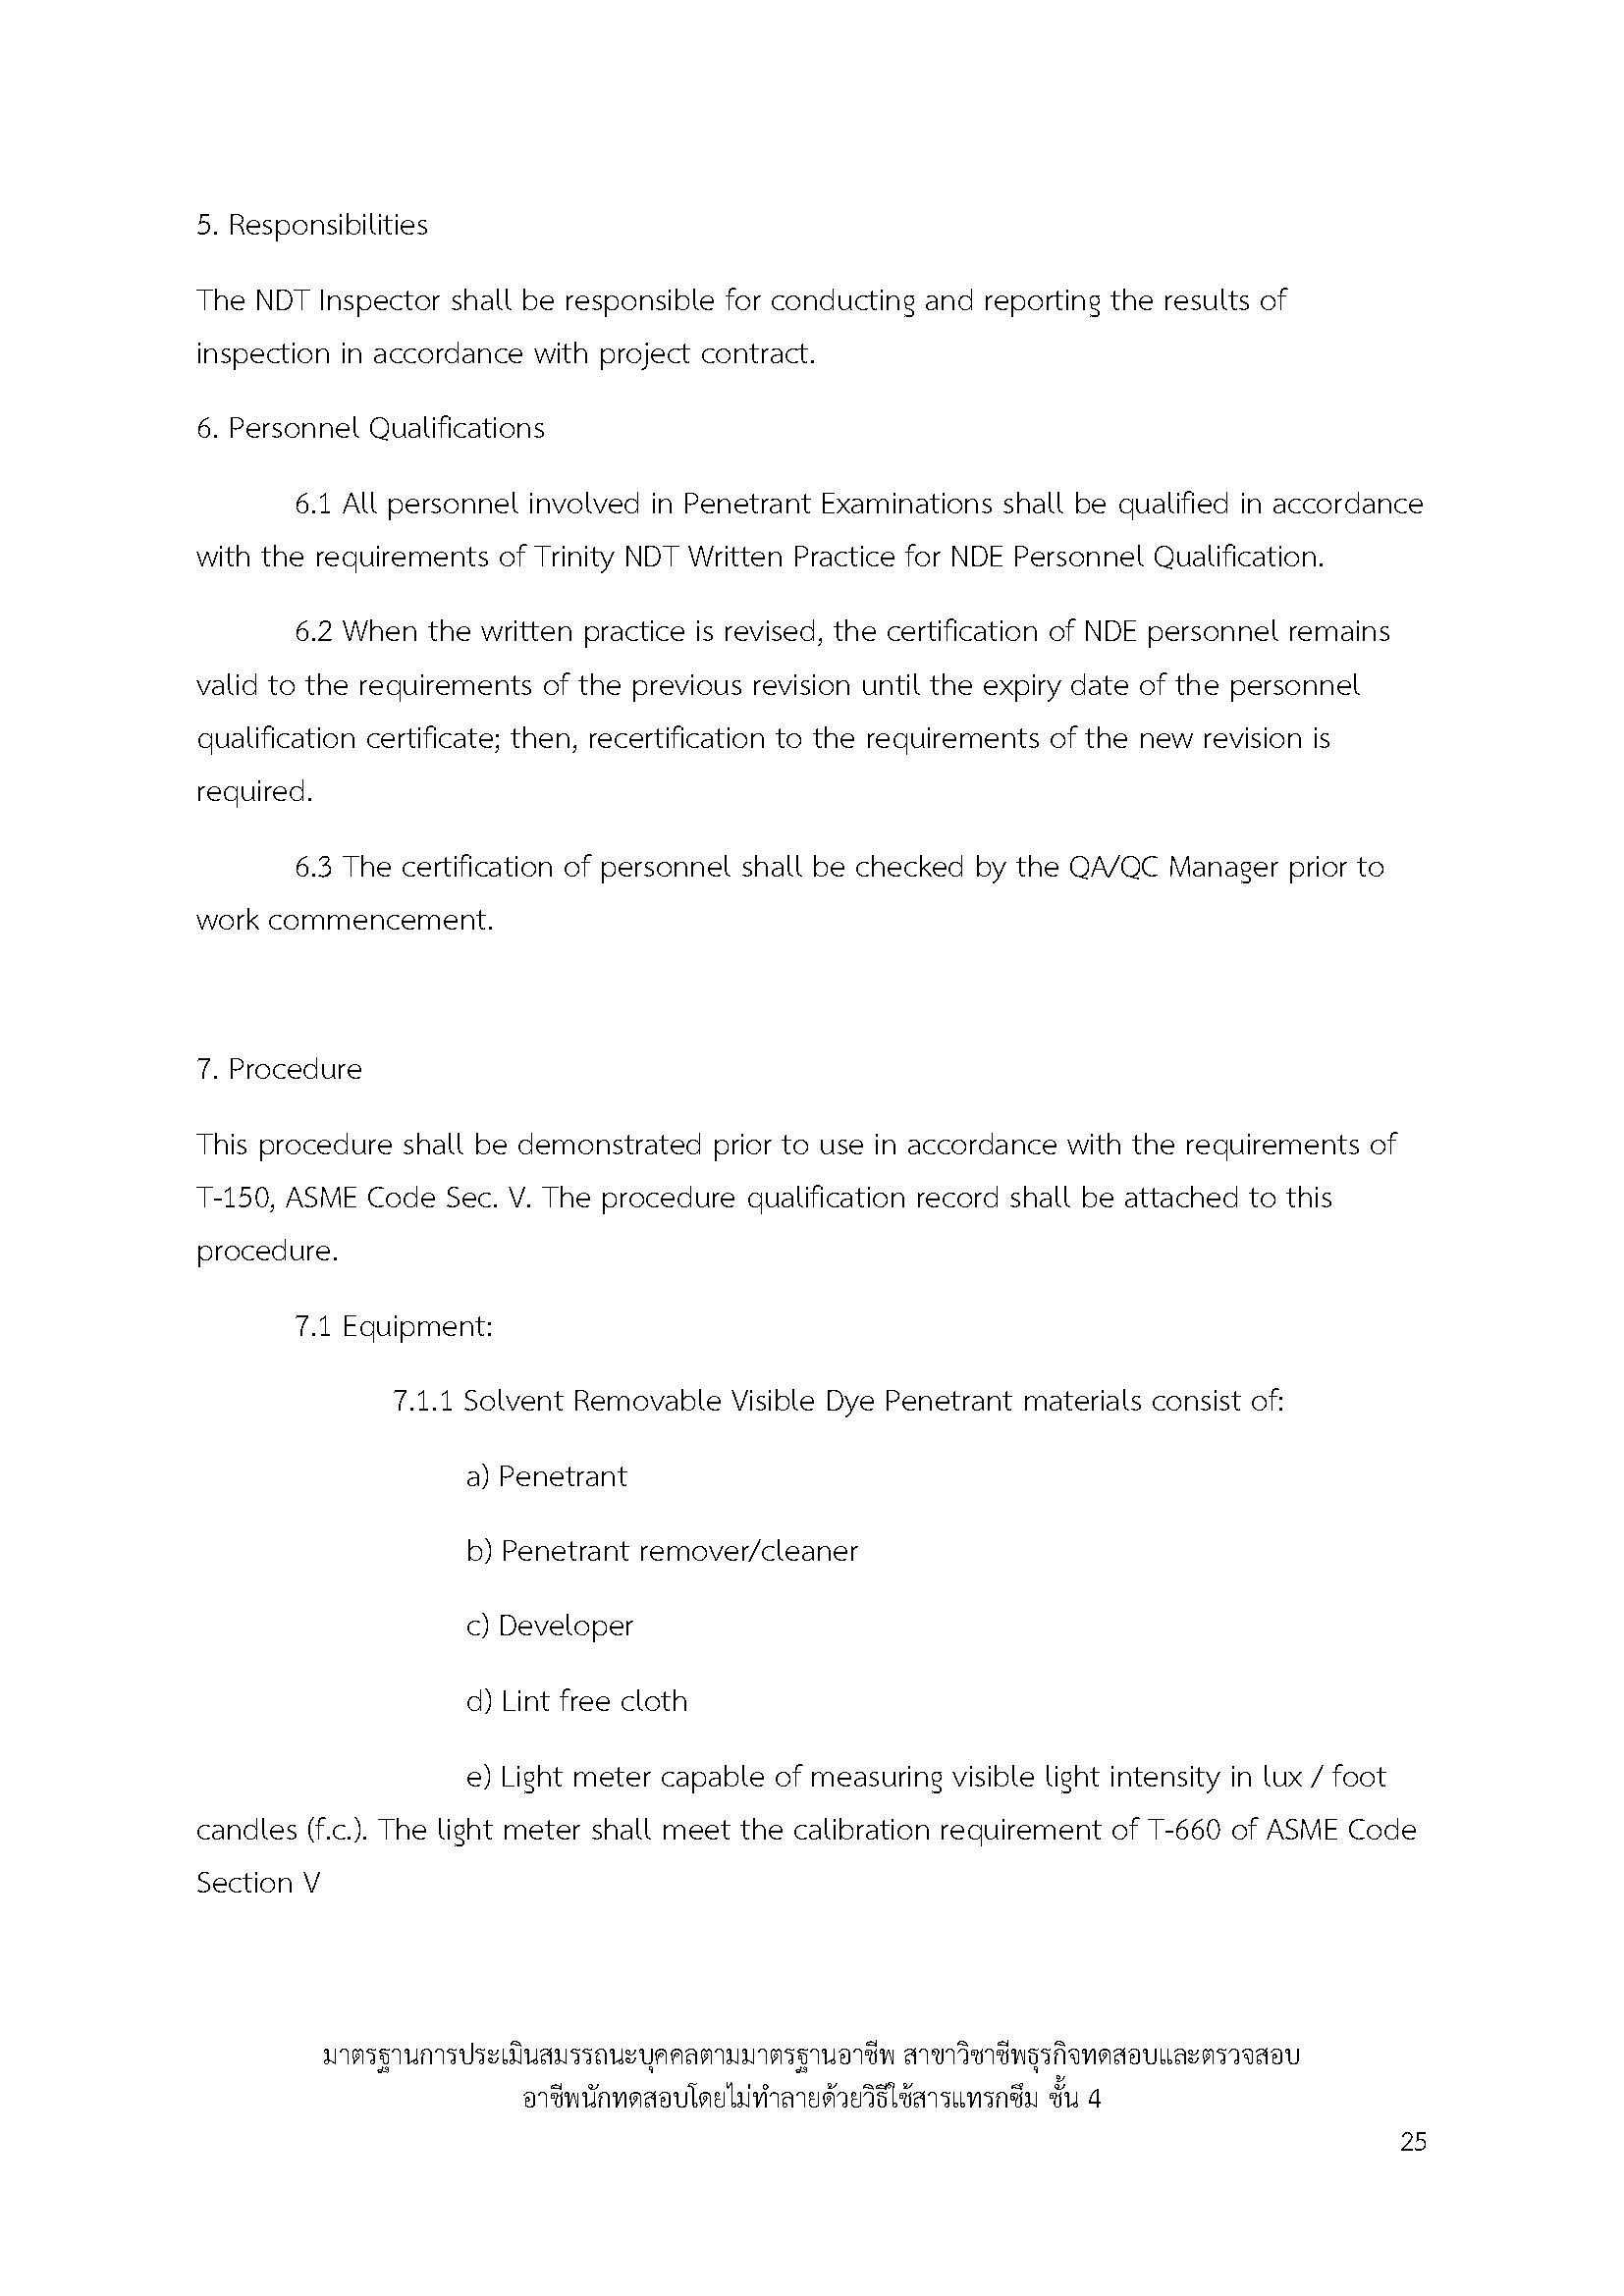 5. Responsibilities
The NDT Inspector shall be responsible for conducting and reporting the results of
inspection in accordance with project contract.
6. Personnel Qualifications
6.1 All personnel involved in Penetrant Examinations shall be qualified in accordance
with the requirements of Trinity NDT Written Practice for NDE Personnel Qualification.
6.2 When the written practice is revised, the certification of NDE personnel remains
valid to the requirements of the previous revision until the expiry date of the personnel
qualification certificate; then, recertification to the requirements of the new revision is
required.
6.3 The certification of personnel shall be checked by the QA/QC Manager prior to
work commencement.
7. Procedure
This procedure shall be demonstrated prior to use in accordance with the requirements of
T-150, ASME Code Sec. V. The procedure qualification record shall be attached to this
procedure.
7.1 Equipment:
7.1.1 Solvent Removable Visible Dye Penetrant materials consist of:
a) Penetrant
b) Penetrant remover/cleaner
c) Developer
d) Lint free cloth
e) Light meter capable of measuring visible light intensity in lux / foot
candles (f.c.). The light meter shall meet the calibration requirement of T-660 of ASME Code
Section V
มาตรฐานการประเมินสมรรถนะบุคคลตามมาตรฐานอาชีพ สาขาวิชาชีพธุรกิจทดสอบและตรวจสอบ
อาชีพนักทดสอบโดยไม่ทำลายด้วยวิธีใช้สารแทรกซึม ชั้น 4
25